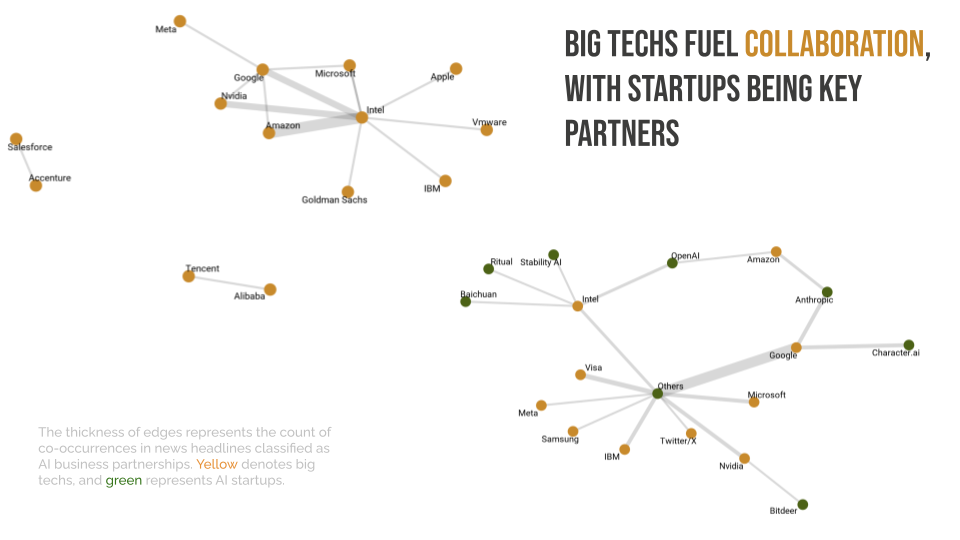 BIG TECHS FUEL COLLABORATION,
WITH STARTUPS BEING KEY
PARTNERS
Meta
Google
Microsoft
Apple
Nvidia
Intel
Amazon
Vmware
Salesforce
Accenture
IBM
Goldman Sachs
Tencent
Alibaba
Ritual
Stability AI
OpenAI
Amazon
Baichuan
Intel
Anthropic
Google
Character.ai
Visa
Others
Microsoft
Meta
Samsung
Twitter/X
IBM
Nvidia
Bitdeer
The thickness of edges represents the count of
co-occurrences in news headlines classified as
AI business partnerships. Yellow denotes big
techs, and green represents AI startups.